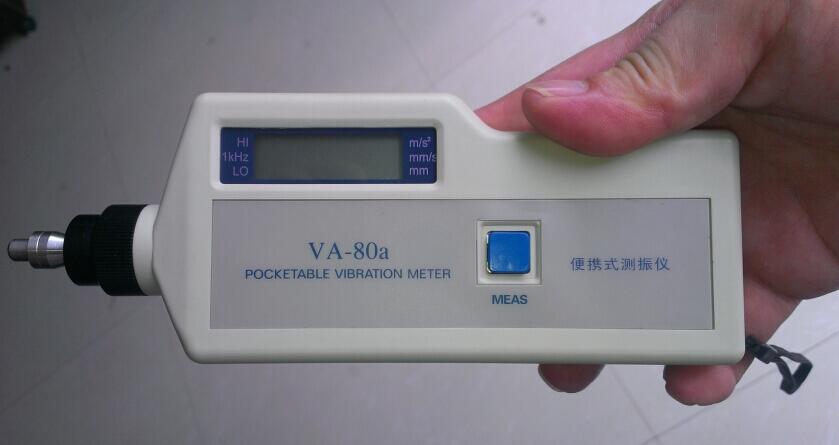 HI
1kHz
LO
m/s²
mm/s
mm
VA-80a
POCKETABLE VIBRATION METER
MEAS
便携式测振仪